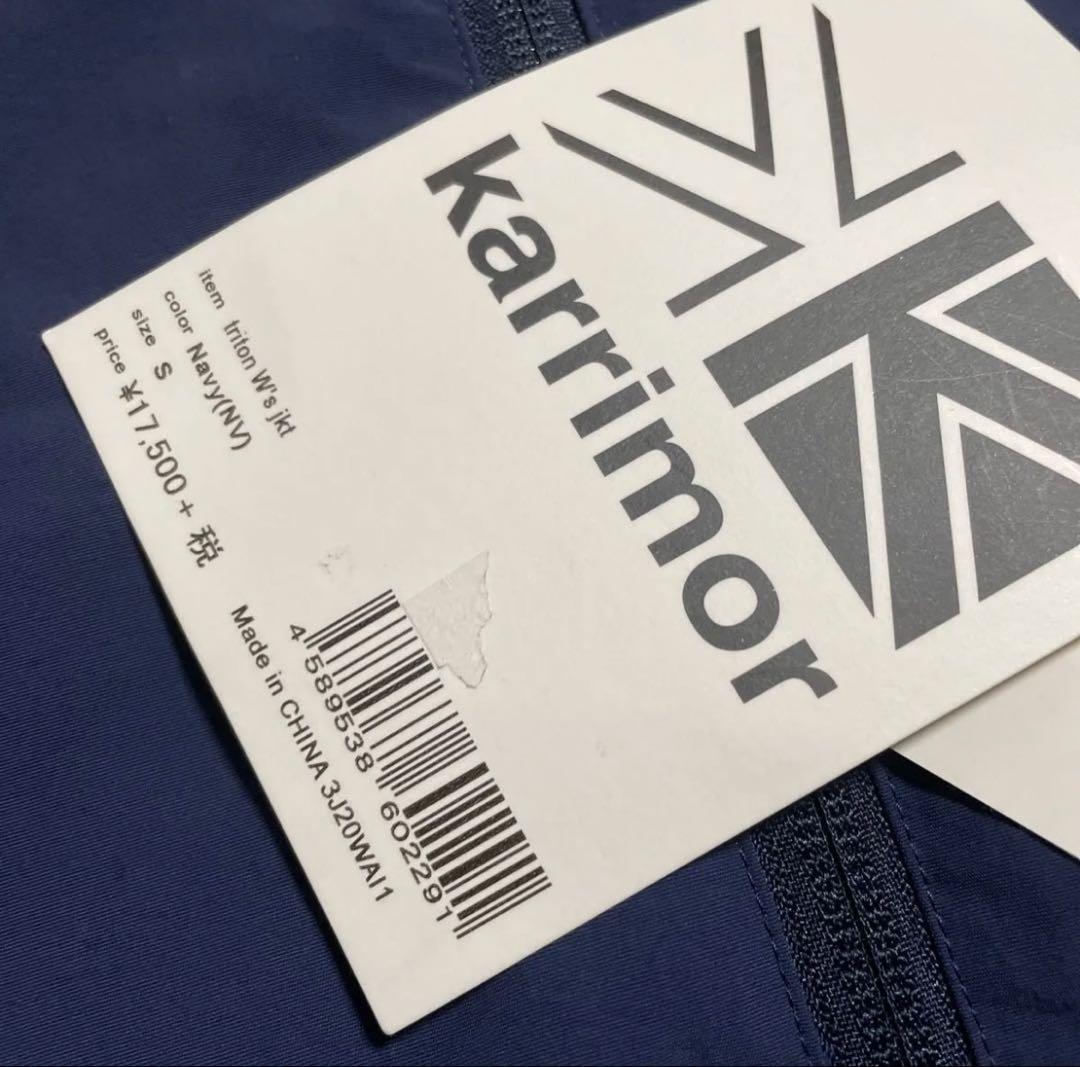 karrimor
item triton W's jkt
color Navy(NV)
size S
price ¥17,500 + 税
Made in CHINA 3J20WAI1
4 589538 602291